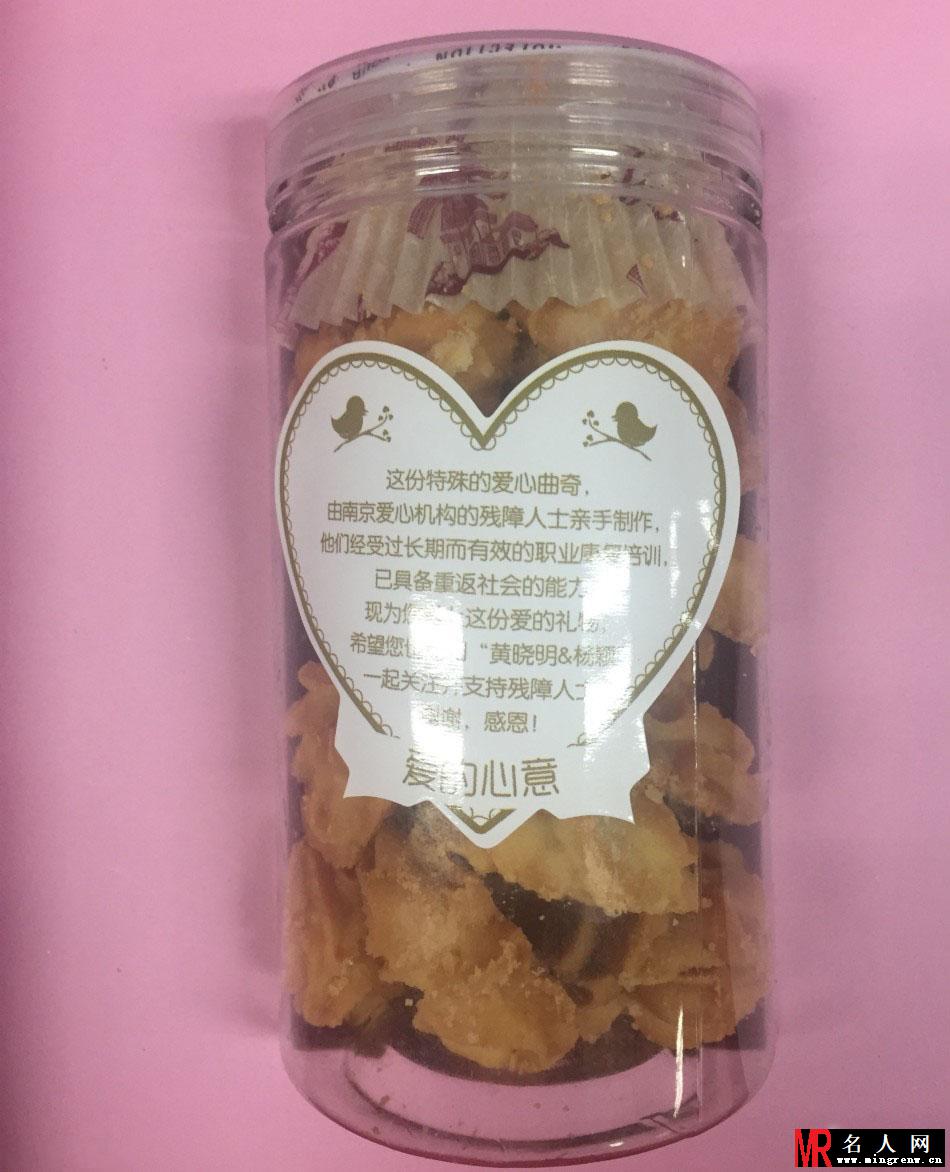 这份特殊的爱心曲奇,
由南京爱心机构的残障人士亲手制作,
他们经受过长期而有效的职业康复培训,
已具备重返社会的能力
现为您 这份爱的礼物,
希望您 “黄晓明&杨颖
一起关注并支持残障人士
谢谢, 感恩!
爱的心意
MR 名人网
www.mingrenw.cn